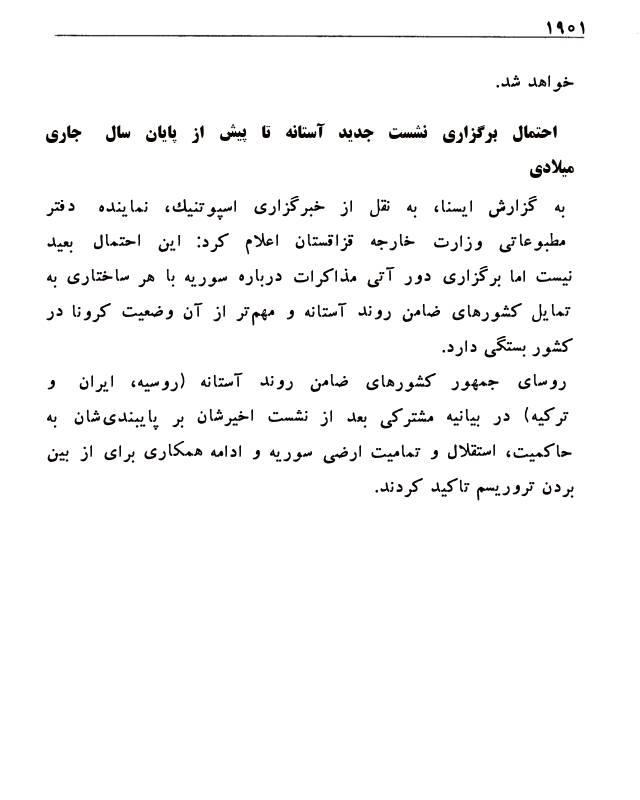 ۱۹۰۱
خواهد شد.
احتمال برگزاری نشست جدید آستانه تا پیش از پایان سال جاری
میلادی
به گزارش ایسنا، به نقل از خبرگزاری اسپوتنیك، نماینده دفتر
مطبوعاتی وزارت خارجه قزاقستان اعلام کرد: این احتمال بعید
نیست اما برگزاری دور آتی مذاکرات درباره سوریه با هر ساختاری به
تمایل کشورهای ضامن روند آستانه و مهم‌تر از آن وضعیت کرونا در
کشور بستگی دارد.
روسای جمهور کشورهای ضامن روند آستانه (روسیه، ایران و
ترکیه) در بیانیه مشترکی بعد از نشست اخیرشان بر پایبندی‌شان به
حاکمیت، استقلال و تمامیت ارضی سوریه و ادامه همکاری برای از بین
بردن تروریسم تاکید کردند.